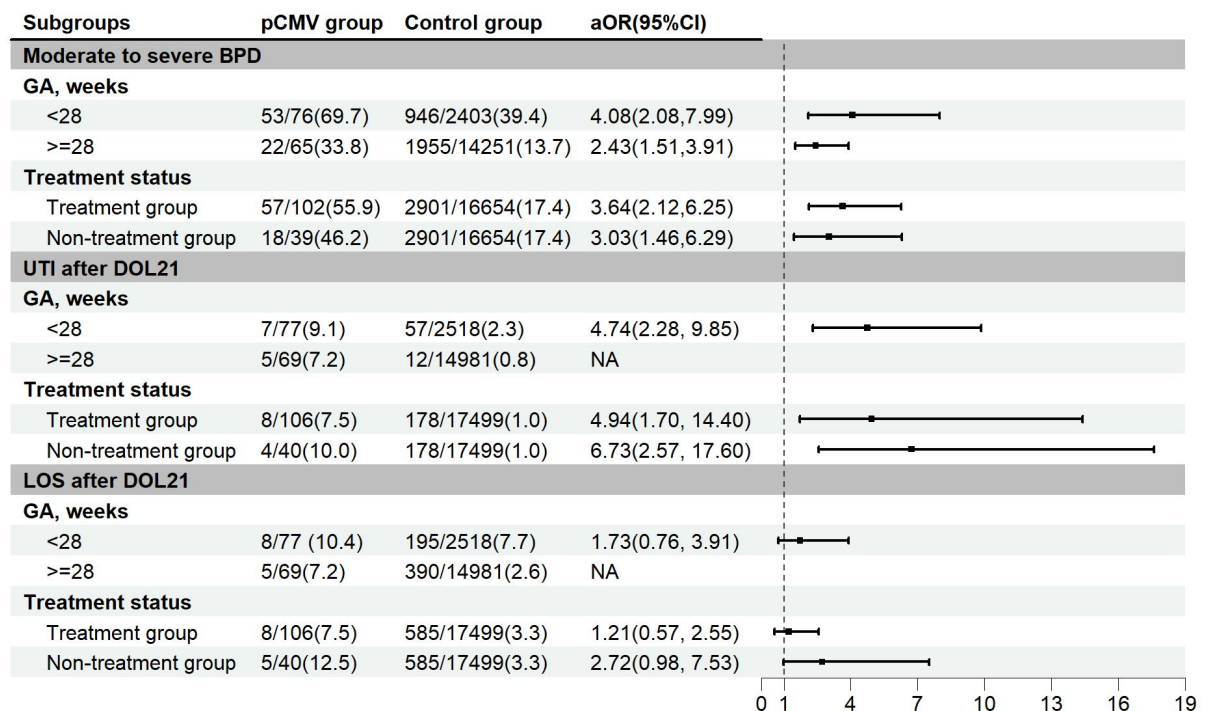 Subgroups pCMV group Control group aOR(95%CI)
Moderate to severe BPD
GA, weeks
<28 53/76(69.7) 946/2403(39.4) 4.08(2.08,7.99)
>=28 22/65(33.8) 1955/14251(13.7) 2.43(1.51,3.91)
Treatment status
Treatment group 57/102(55.9) 2901/16654(17.4) 3.64(2.12,6.25)
Non-treatment group 18/39(46.2) 2901/16654(17.4) 3.03(1.46,6.29)
UTI after DOL21
GA, weeks
<28 7/77(9.1) 57/2518(2.3) 4.74(2.28, 9.85)
>=28 5/69(7.2) 12/14981(0.8) NA
Treatment status
Treatment group 8/106(7.5) 178/17499(1.0) 4.94(1.70, 14.40)
Non-treatment group 4/40(10.0) 178/17499(1.0) 6.73(2.57, 17.60)
LOS after DOL21
GA, weeks
<28 8/77 (10.4) 195/2518(7.7) 1.73(0.76, 3.91)
>=28 5/69(7.2) 390/14981(2.6) NA
Treatment status
Treatment group 8/106(7.5) 585/17499(3.3) 1.21(0.57, 2.55)
Non-treatment group 5/40(12.5) 585/17499(3.3) 2.72(0.98, 7.53)
0 1 4 7 10 13 16 19